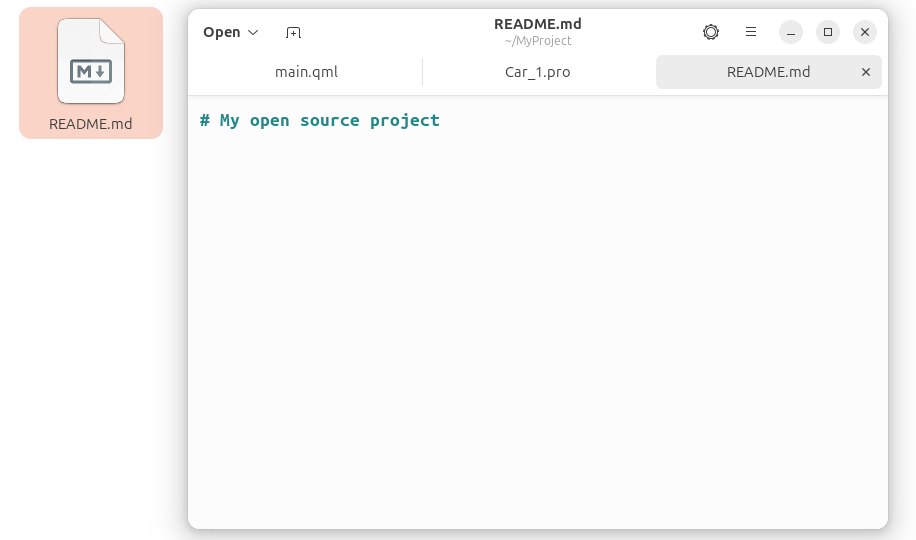 M
README.md
Open
README.md
~/MyProject
main.qml
Car_1.pro
README.md
# My open source project